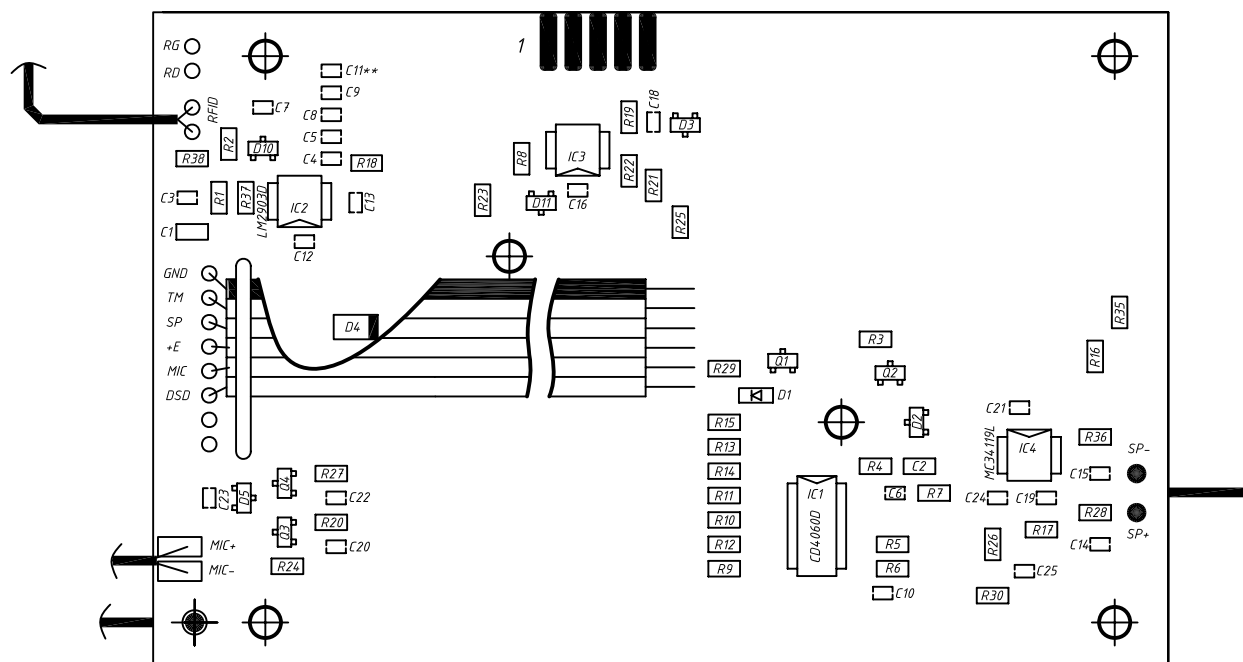 RG
1
RD
C11**
C9
RFID
C7
C8
R19
C18
D3
C5
R2
D10
R38
C4
R18
R8
IC3
R22
R21
C3
R1
R37
LM2903D
IC2
C13
R23
D11
C16
R25
C1
C12
GND
TM
SP
D4
R35
+E
R3
R16
MIC
R29
Q1
Q2
DSD
D1
C21
R15
D2
R13
MC34119L
IC4
R36
SP-
R27
Q4
R14
R4
C2
C15
C23
D5
C22
R11
IC1
C6
R7
C24
C19
R20
R10
CD4060D
R17
R28
SP+
Q3
MIC+
C20
R12
R5
R26
C14
MIC-
R24
R9
R6
C25
C10
R30